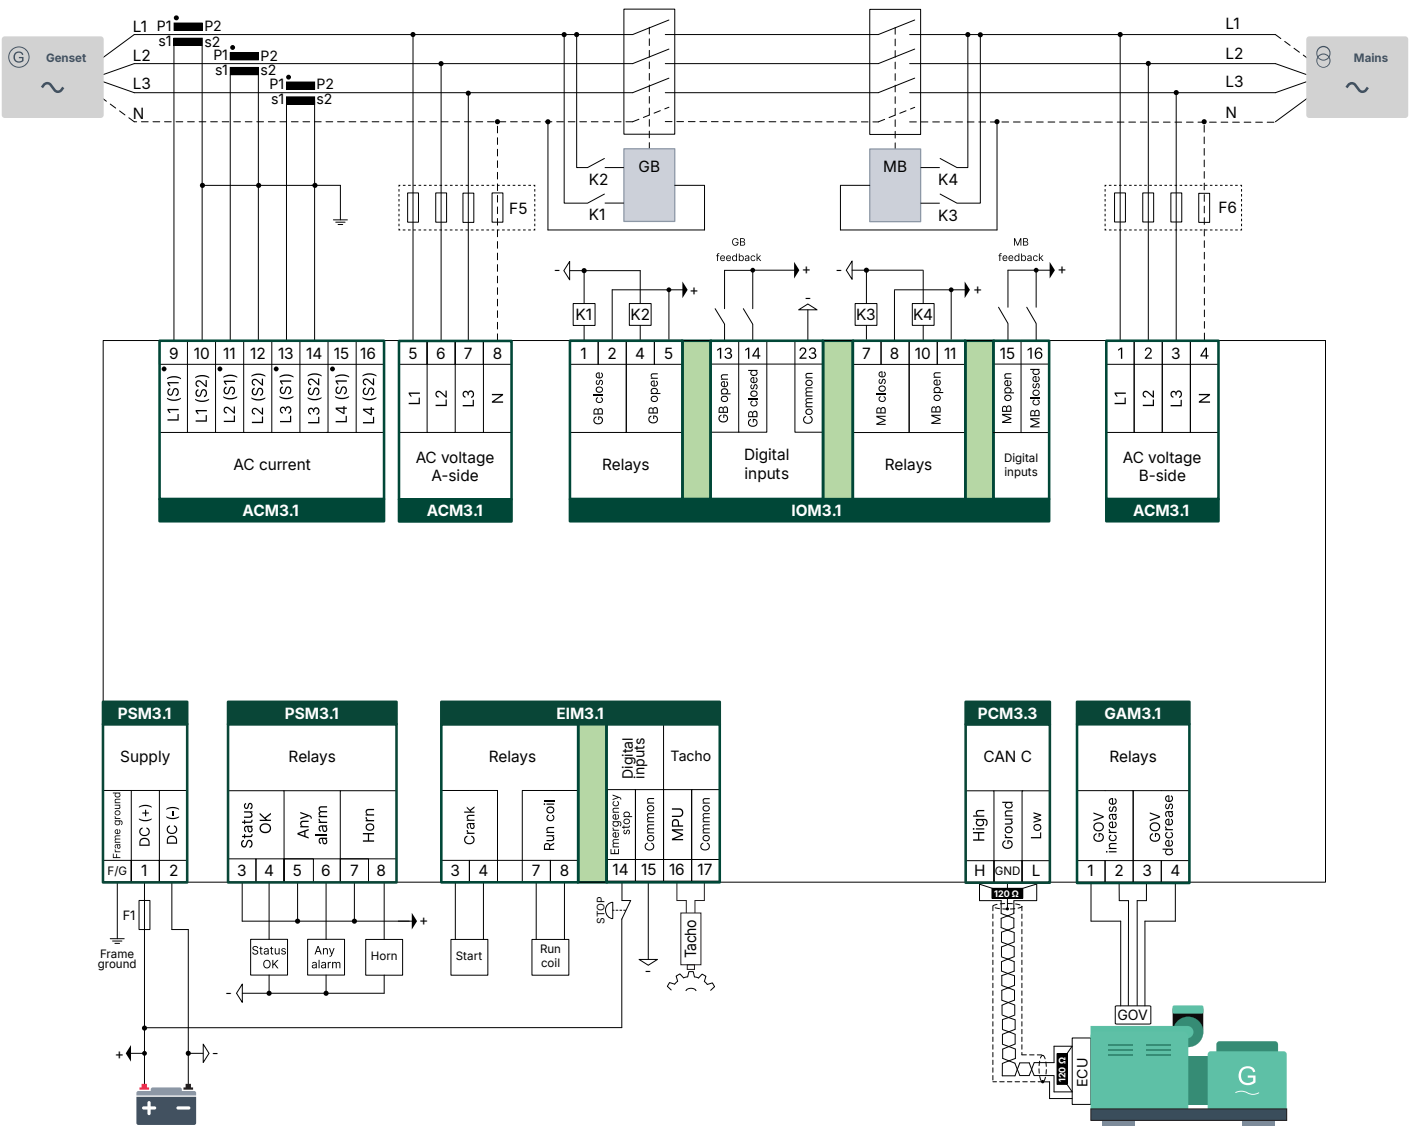 L1 P1 P2
s1 s2
L2 P1 P2
s1 s2
L3 P1 P2
s1 s2
N
G Genset
L1
L2
L3
N
Mains
GB
K2
K1
MB
K4
K3
F5
F6
GB
feedback
MB
feedback
- + + - + +
K1 K2 - K3 K4
9 10 11 12 13 14 15 16
L1 (S1) L1 (S2) L2 (S1) L2 (S2) L3 (S1) L3 (S2) L4 (S1) L4 (S2)
AC current
ACM3.1
5 6 7 8
L1 L2 L3 N
AC voltage
A-side
ACM3.1
1 2 4 5 13 14 23 7 8 10 11 15 16
GB close GB open GB open GB closed Common MB close MB open MB open MB closed
Relays
Digital
inputs
Relays
Digital
inputs
IOM3.1
1 2 3 4
L1 L2 L3 N
AC voltage
B-side
ACM3.1
PSM3.1
Supply
Frame ground DC (+) DC (-)
F/G 1 2
PSM3.1
Relays
Status
OK
Any
alarm
Horn
3 4 5 6 7 8
EIM3.1
Relays
Digital
inputs
Tacho
Crank
Run coil
Emergency
stop
Common
MPU
Common
3 4 7 8 14 15 16 17
PCM3.3
CAN C
High Ground Low
H GND L
GAM3.1
Relays
GOV
increase
GOV
decrease
1 2 3 4
120 Ω
F1
Frame
ground
+
Status
OK
Any
alarm
Horn
-
Start
Run
coil
STOP
-
Tacho
GOV
120 Ω
ECU
G
+ -
+ −